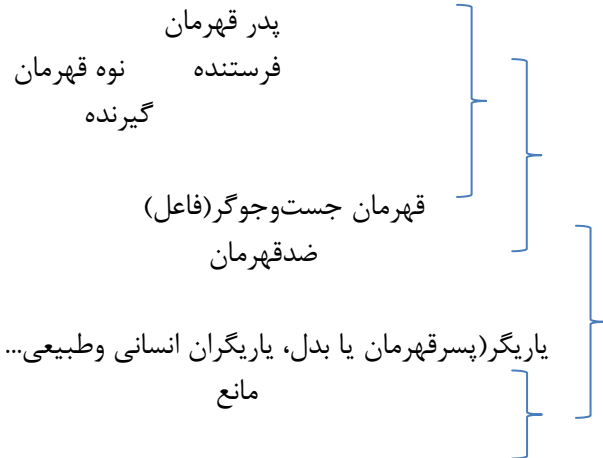 پدر قهرمان
فرستنده نوه قهرمان
گیرنده
قهرمان جست‌وجوگر(فاعل)
ضدقهرمان
یاریگر(پسرقهرمان یا بدل، یاریگران انسانی وطبیعی...
مانع